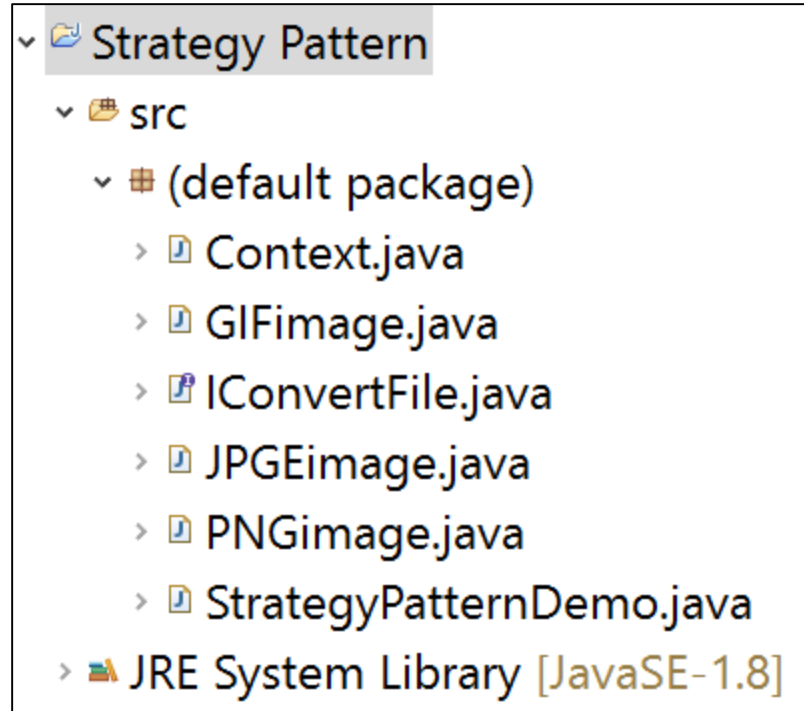 Strategy Pattern
src
(default package)
Context.java
GIFimage.java
IConvertFile.java
JPGEimage.java
PNGimage.java
StrategyPatternDemo.java
JRE System Library [JavaSE-1.8]